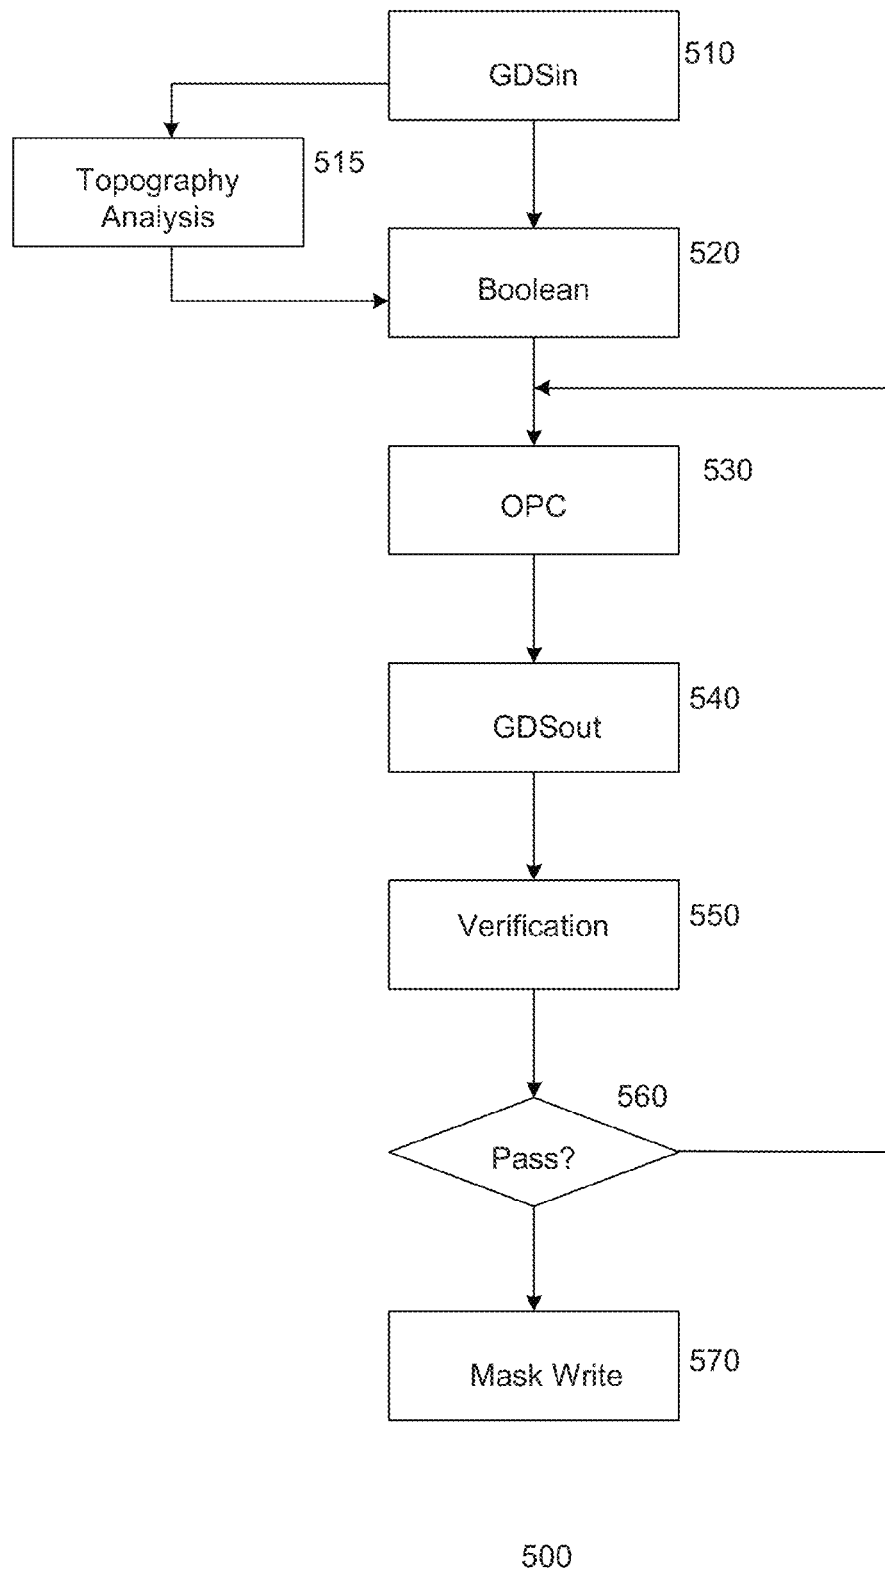 GDSin
510
Topography
Analysis
515
Boolean
520
OPC
530
GDSout
540
Verification
550
Pass?
560
Mask Write
570
500